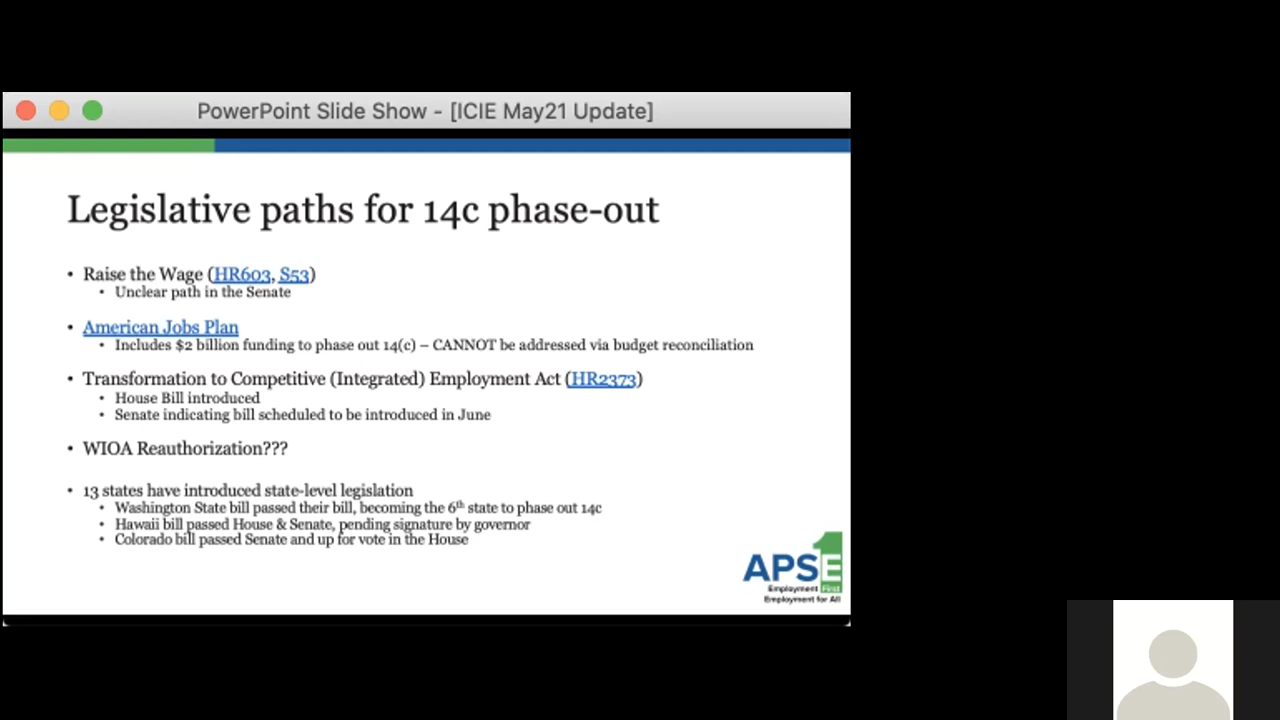 PowerPoint Slide Show - [ICIE May21 Update]
Legislative paths for 14c phase-out
• Raise the Wage (HR603, S53)
• Unclear path in the Senate
• American Jobs Plan
• Includes $2 billion funding to phase out 14(c) – CANNOT be addressed via budget reconciliation
• Transformation to Competitive (Integrated) Employment Act (HR2373)
• House Bill introduced
• Senate indicating bill scheduled to be introduced in June
• WIOA Reauthorization???
• 13 states have introduced state-level legislation
• Washington State bill passed their bill, becoming the 6th state to phase out 14c
• Hawaii bill passed House & Senate, pending signature by governor
• Colorado bill passed Senate and up for vote in the House
APSE
Employment First
Employment for All